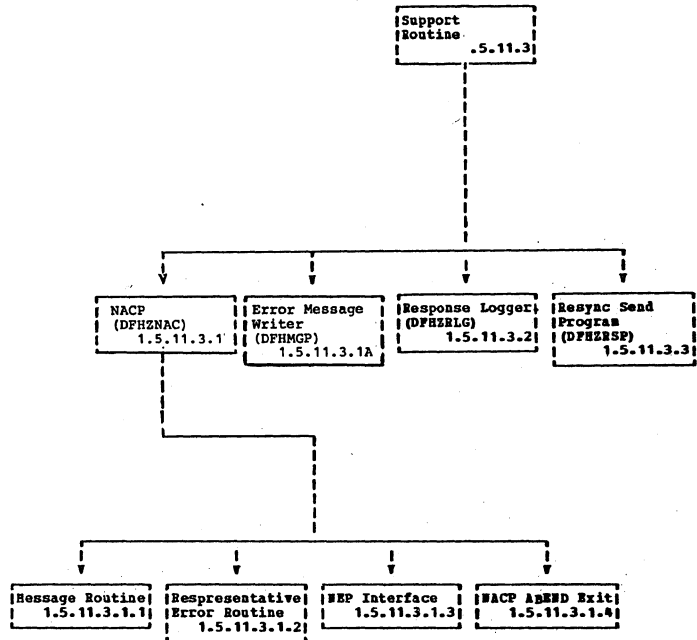 Support
Routine
.5.11.3
NACP
(DFHZNAC)
1.5.11.3.1
Error Message
Writer
(DFHMGP)
1.5.11.3.1A
Response Logger
(DFHZRLG)
1.5.11.3.2
Resync Send
Program
(DFHZRSP)
1.5.11.3.3
Message Routine
1.5.11.3.1.1
Respresentative
Error Routine
1.5.11.3.1.2
NEP Interface
1.5.11.3.1.3
NACP ABEND Exit
1.5.11.3.1.4